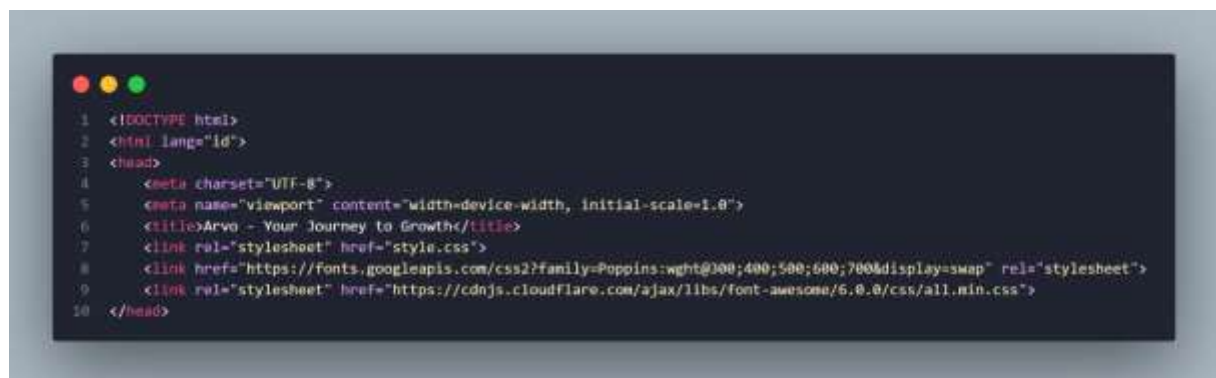 1 <!DOCTYPE html>
2 <html lang="id">
3 <head>
4 <meta charset="UTF-8">
5 <meta name="viewport" content="width=device-width, initial-scale=1.0">
6 <title>Arvo - Your Journey to Growth</title>
7 <link rel="stylesheet" href="style.css">
8 <link href="https://fonts.googleapis.com/css2?family=Poppins:wght@300;400;500;600;700&display=swap" rel="stylesheet">
9 <link rel="stylesheet" href="https://cdnjs.cloudflare.com/ajax/libs/font-awesome/6.0.0/css/all.min.css">
10 </head>